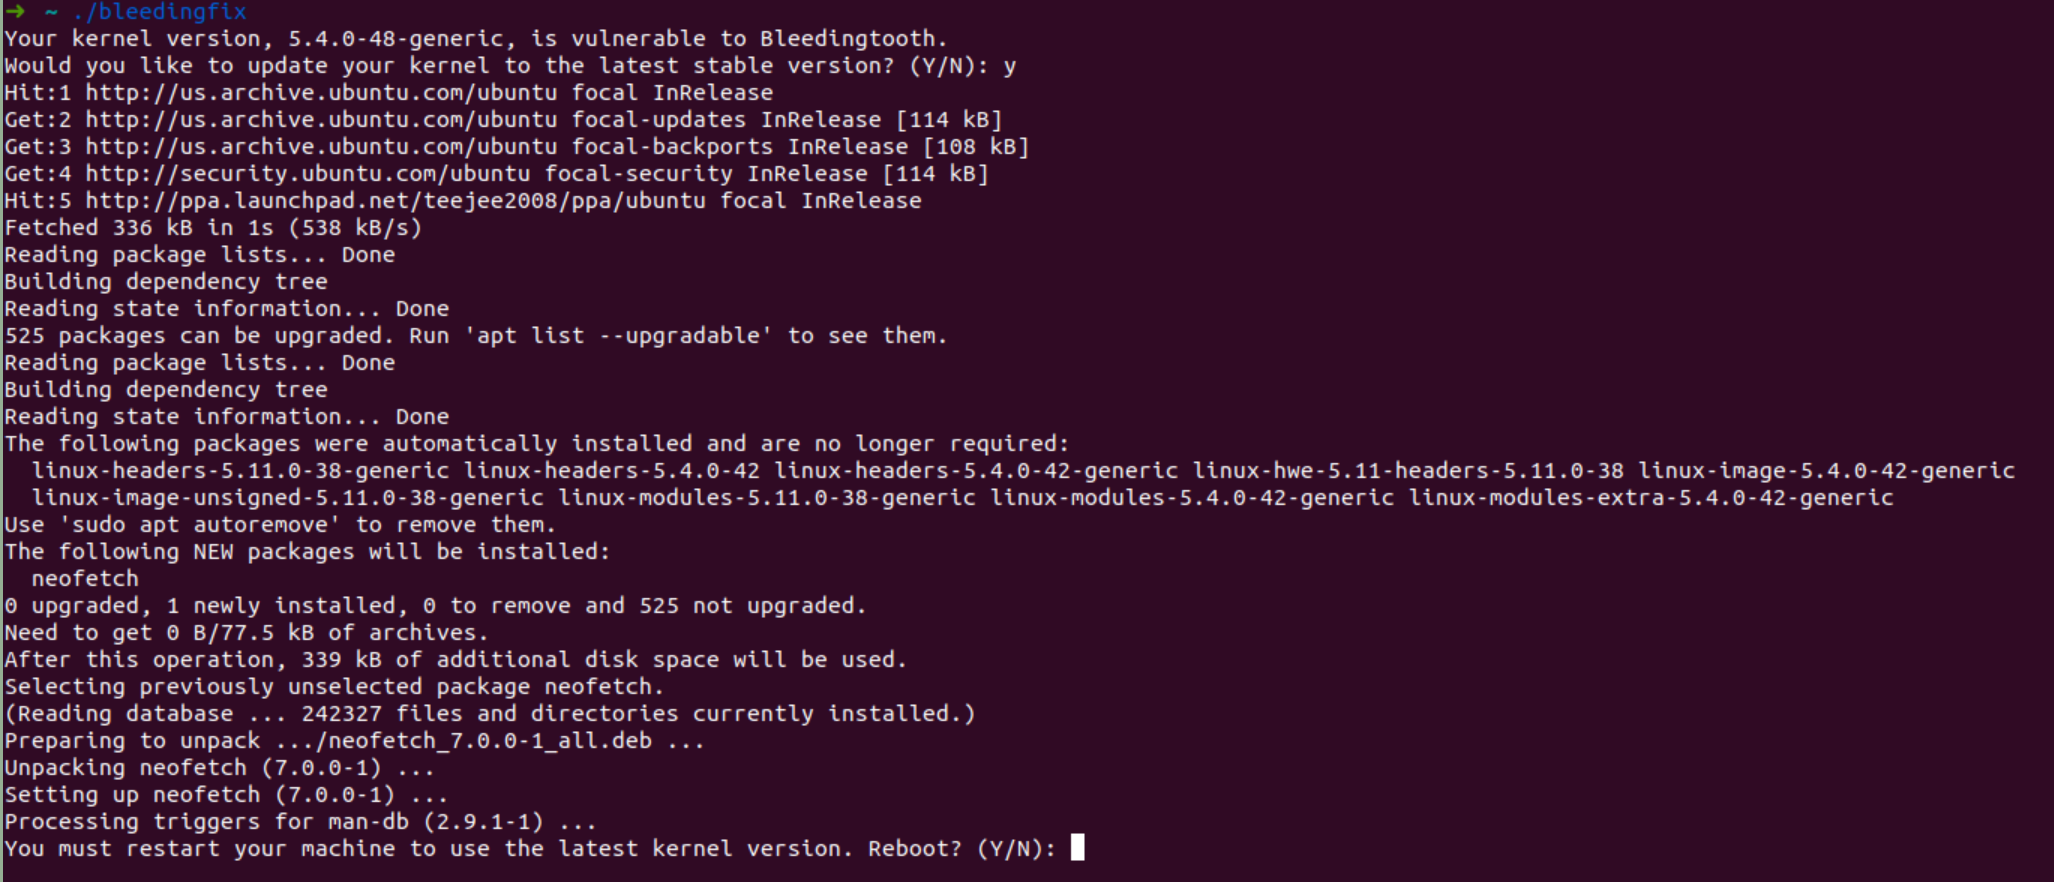 ➜ ~ ./bleedingfix
Your kernel version, 5.4.0-48-generic, is vulnerable to Bleedingtooth.
Would you like to update your kernel to the latest stable version? (Y/N): y
Hit:1 http://us.archive.ubuntu.com/ubuntu focal InRelease
Get:2 http://us.archive.ubuntu.com/ubuntu focal-updates InRelease [114 kB]
Get:3 http://us.archive.ubuntu.com/ubuntu focal-backports InRelease [108 kB]
Get:4 http://security.ubuntu.com/ubuntu focal-security InRelease [114 kB]
Hit:5 http://ppa.launchpad.net/teejee2008/ppa/ubuntu focal InRelease
Fetched 336 kB in 1s (538 kB/s)
Reading package lists... Done
Building dependency tree
Reading state information... Done
525 packages can be upgraded. Run 'apt list --upgradable' to see them.
Reading package lists... Done
Building dependency tree
Reading state information... Done
The following packages were automatically installed and are no longer required:
  linux-headers-5.11.0-38-generic linux-headers-5.4.0-42 linux-headers-5.4.0-42-generic linux-hwe-5.11-headers-5.11.0-38 linux-image-5.4.0-42-generic
  linux-image-unsigned-5.11.0-38-generic linux-modules-5.11.0-38-generic linux-modules-5.4.0-42-generic linux-modules-extra-5.4.0-42-generic
Use 'sudo apt autoremove' to remove them.
The following NEW packages will be installed:
  neofetch
0 upgraded, 1 newly installed, 0 to remove and 525 not upgraded.
Need to get 0 B/77.5 kB of archives.
After this operation, 339 kB of additional disk space will be used.
Selecting previously unselected package neofetch.
(Reading database ... 242327 files and directories currently installed.)
Preparing to unpack .../neofetch_7.0.0-1_all.deb ...
Unpacking neofetch (7.0.0-1) ...
Setting up neofetch (7.0.0-1) ...
Processing triggers for man-db (2.9.1-1) ...
You must restart your machine to use the latest kernel version. Reboot? (Y/N):